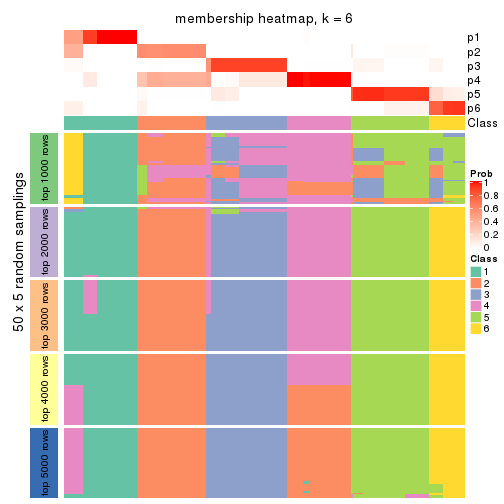 membership heatmap, k = 6
p1
p2
p3
p4
p5
p6
Class
50 x 5 random samplings
top 1000 rows
top 2000 rows
top 3000 rows
top 4000 rows
top 5000 rows
Prob
1
0.8
0.6
0.4
0.2
0
Class
1
2
3
4
5
6